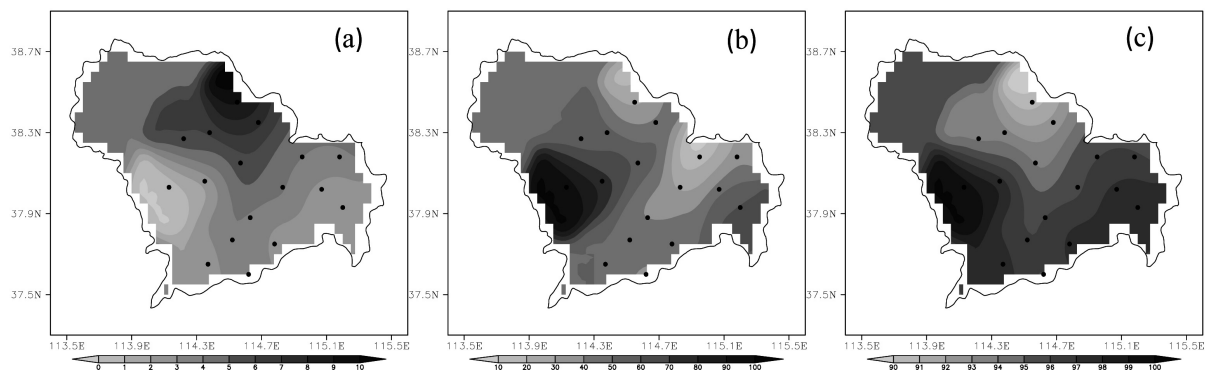 (a)
(b)
(c)
38.7N
38.3N
37.9N
37.5N
38.7N
38.3N
37.9N
37.5N
38.7N
38.3N
37.9N
37.5N
113.5E 113.9E 114.3E 114.7E 115.1E 115.5E
113.5E 113.9E 114.3E 114.7E 115.1E 115.5E
113.5E 113.9E 114.3E 114.7E 115.1E 115.5E
0 1 2 3 4 5 6 7 8 9 10
10 20 30 40 50 60 70 80 90 100
90 91 92 93 94 95 96 97 98 99 100